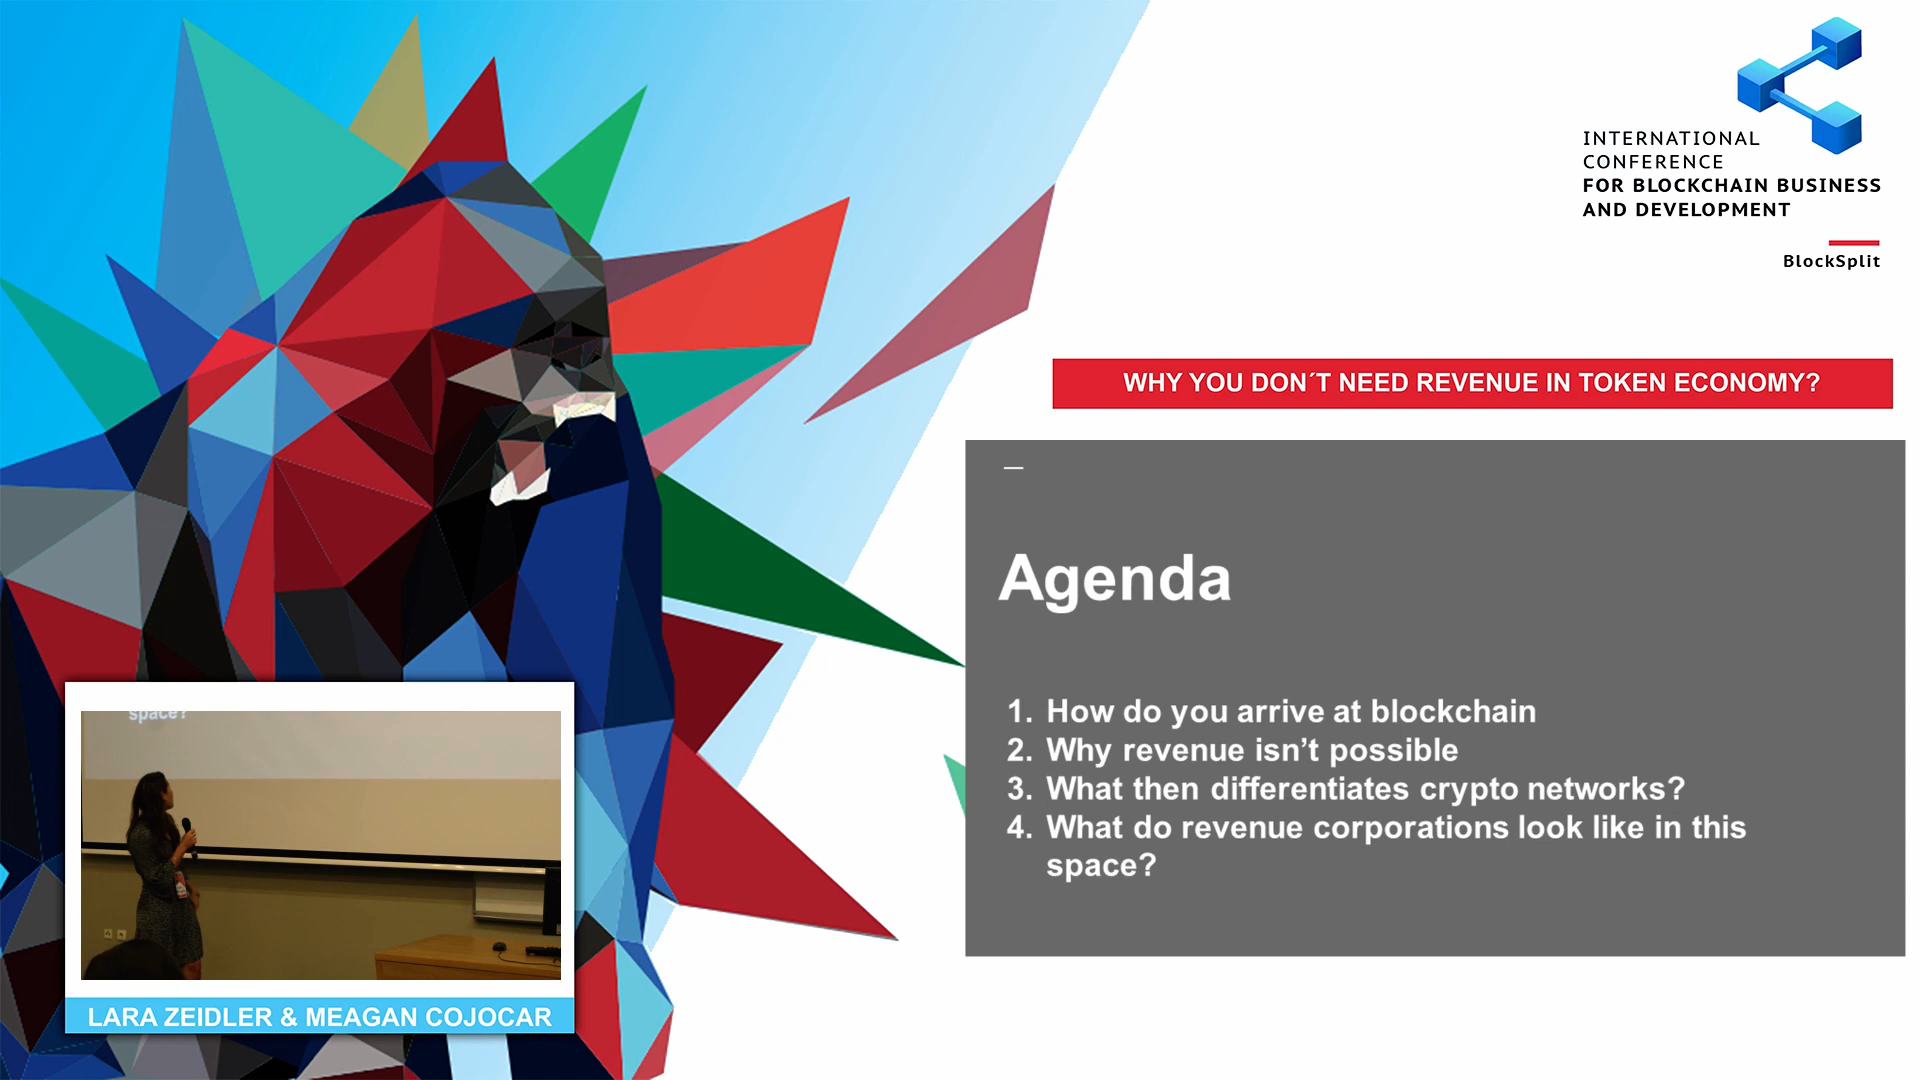 INTERNATIONAL
CONFERENCE
FOR BLOCKCHAIN BUSINESS
AND DEVELOPMENT
BlockSplit
WHY YOU DON´T NEED REVENUE IN TOKEN ECONOMY?
Agenda
1. How do you arrive at blockchain
2. Why revenue isn’t possible
3. What then differentiates crypto networks?
4. What do revenue corporations look like in this
space?
space?
LARA ZEIDLER & MEAGAN COJOCAR